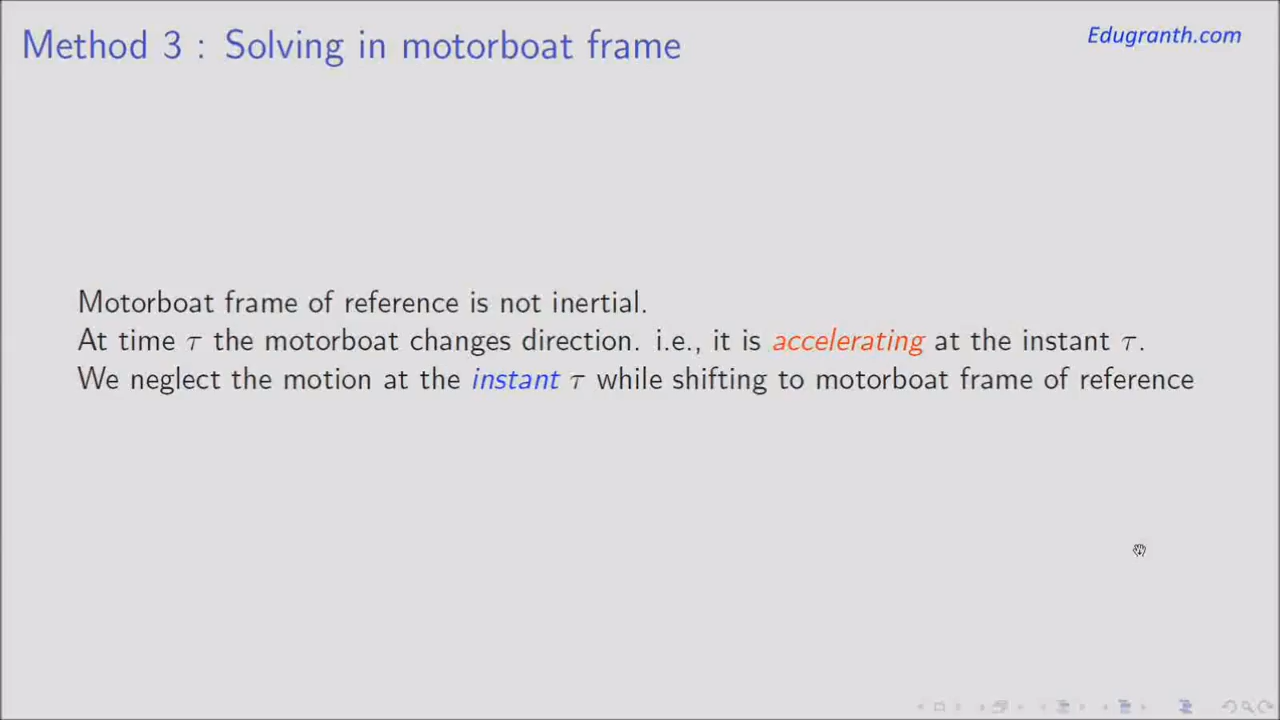 Method 3 : Solving in motorboat frame
Edugranth.com
Motorboat frame of reference is not inertial.
At time τ the motorboat changes direction. i.e., it is accelerating at the instant τ.
We neglect the motion at the instant τ while shifting to motorboat frame of reference